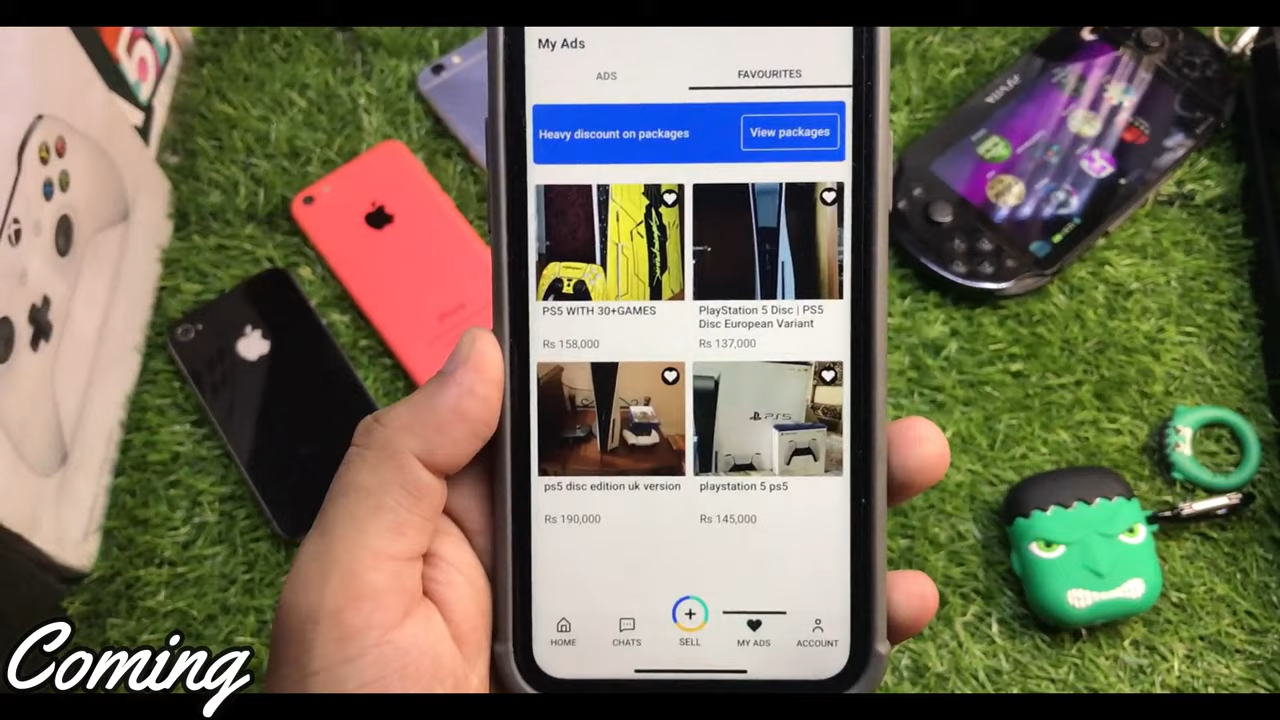 My Ads
ADS
FAVOURITES
Heavy discount on packages
View packages
PS5 WITH 30+GAMES
Rs 158,000
PlayStation 5 Disc | PS5
Disc European Variant
Rs 137,000
PS5
ps5 disc edition uk version
Rs 190,000
playstation 5 ps5
Rs 145,000
HOME
CHATS
SELL
MY ADS
ACCOUNT
VITA
Coming